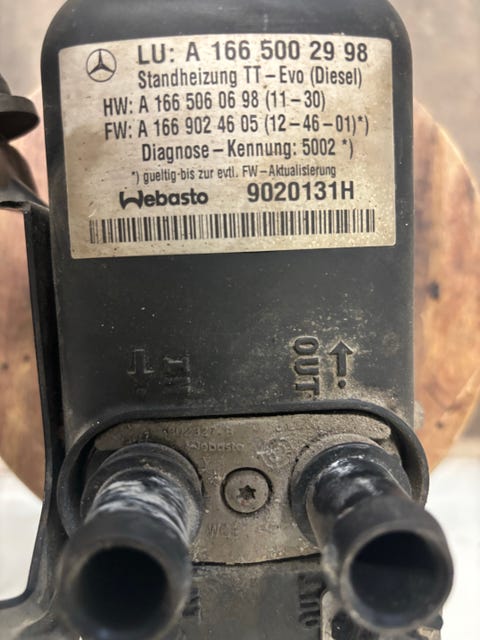 LU: A 166 500 29 98
Standheizung TT-Evo (Diesel)
HW: A 166 506 06 98 (11-30)
FW: A 166 902 46 05 (12-46-01)*)
Diagnose-Kennung: 5002 *)
*) gueltig-bis zur evtl. FW-Aktualisierung
Webasto 9020131H
IN OUT
Webasto